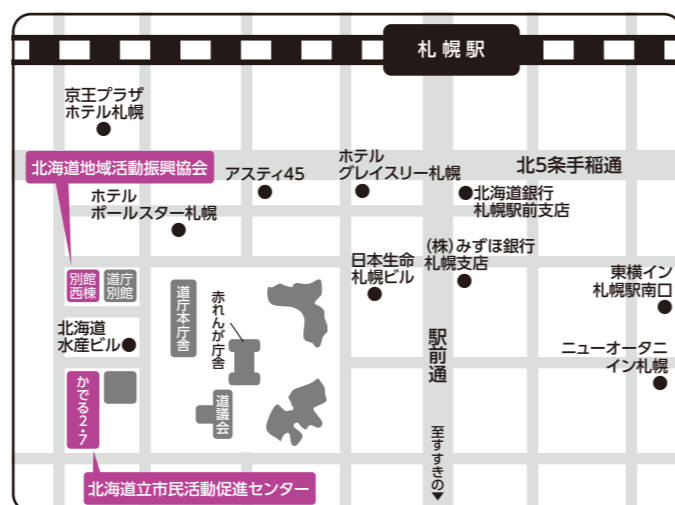 札幌駅
京王プラザ
ホテル札幌
北海道地域活動振興協会
アスティ45
ホテル
グレイスリー札幌
北5条手稲通
ホテル
ポールスター札幌
北海道銀行
札幌駅前支店
(株)みずほ銀行
札幌支店
日本生命
札幌ビル
東横イン
札幌駅南口
別館
西棟
道庁
別館
道庁本庁舎
赤れんが庁舎
北海道
水産ビル
駅前通
ニューオータニ
イン札幌
かでる2・7
道議会
至すすきの▼
北海道立市民活動促進センター